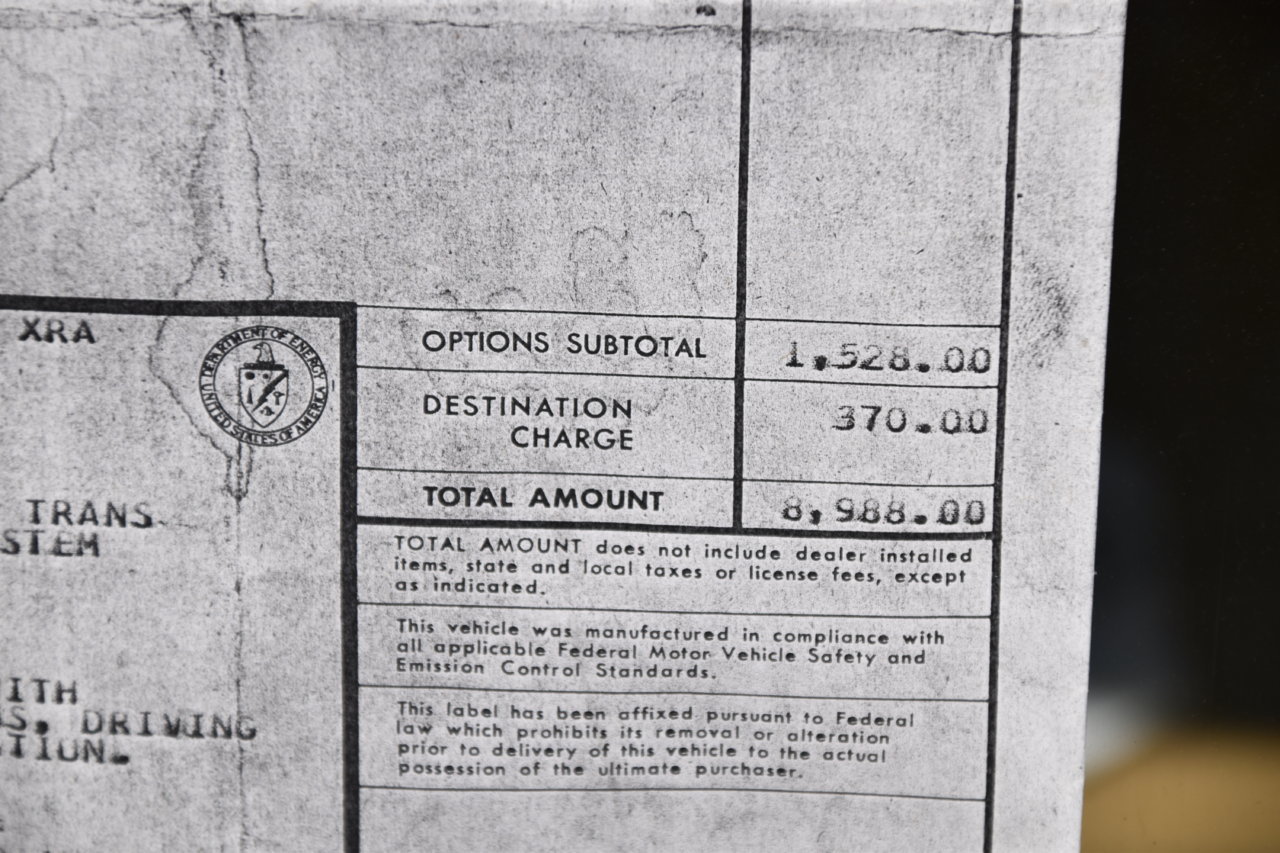 XRA
DEPARTMENT OF ENERGY
UNITED STATES OF AMERICA
OPTIONS SUBTOTAL 1,528.00
DESTINATION
CHARGE 370.00
TOTAL AMOUNT 8,988.00
TRANS
STEM
ITH
S. DRIVING
TION.
TOTAL AMOUNT does not include dealer installed
items, state and local taxes or license fees, except
as indicated.
This vehicle was manufactured in compliance with
all applicable Federal Motor Vehicle Safety and
Emission Control Standards.
This label has been affixed pursuant to Federal
law which prohibits its removal or alteration
prior to delivery of this vehicle to the actual
possession of the ultimate purchaser.